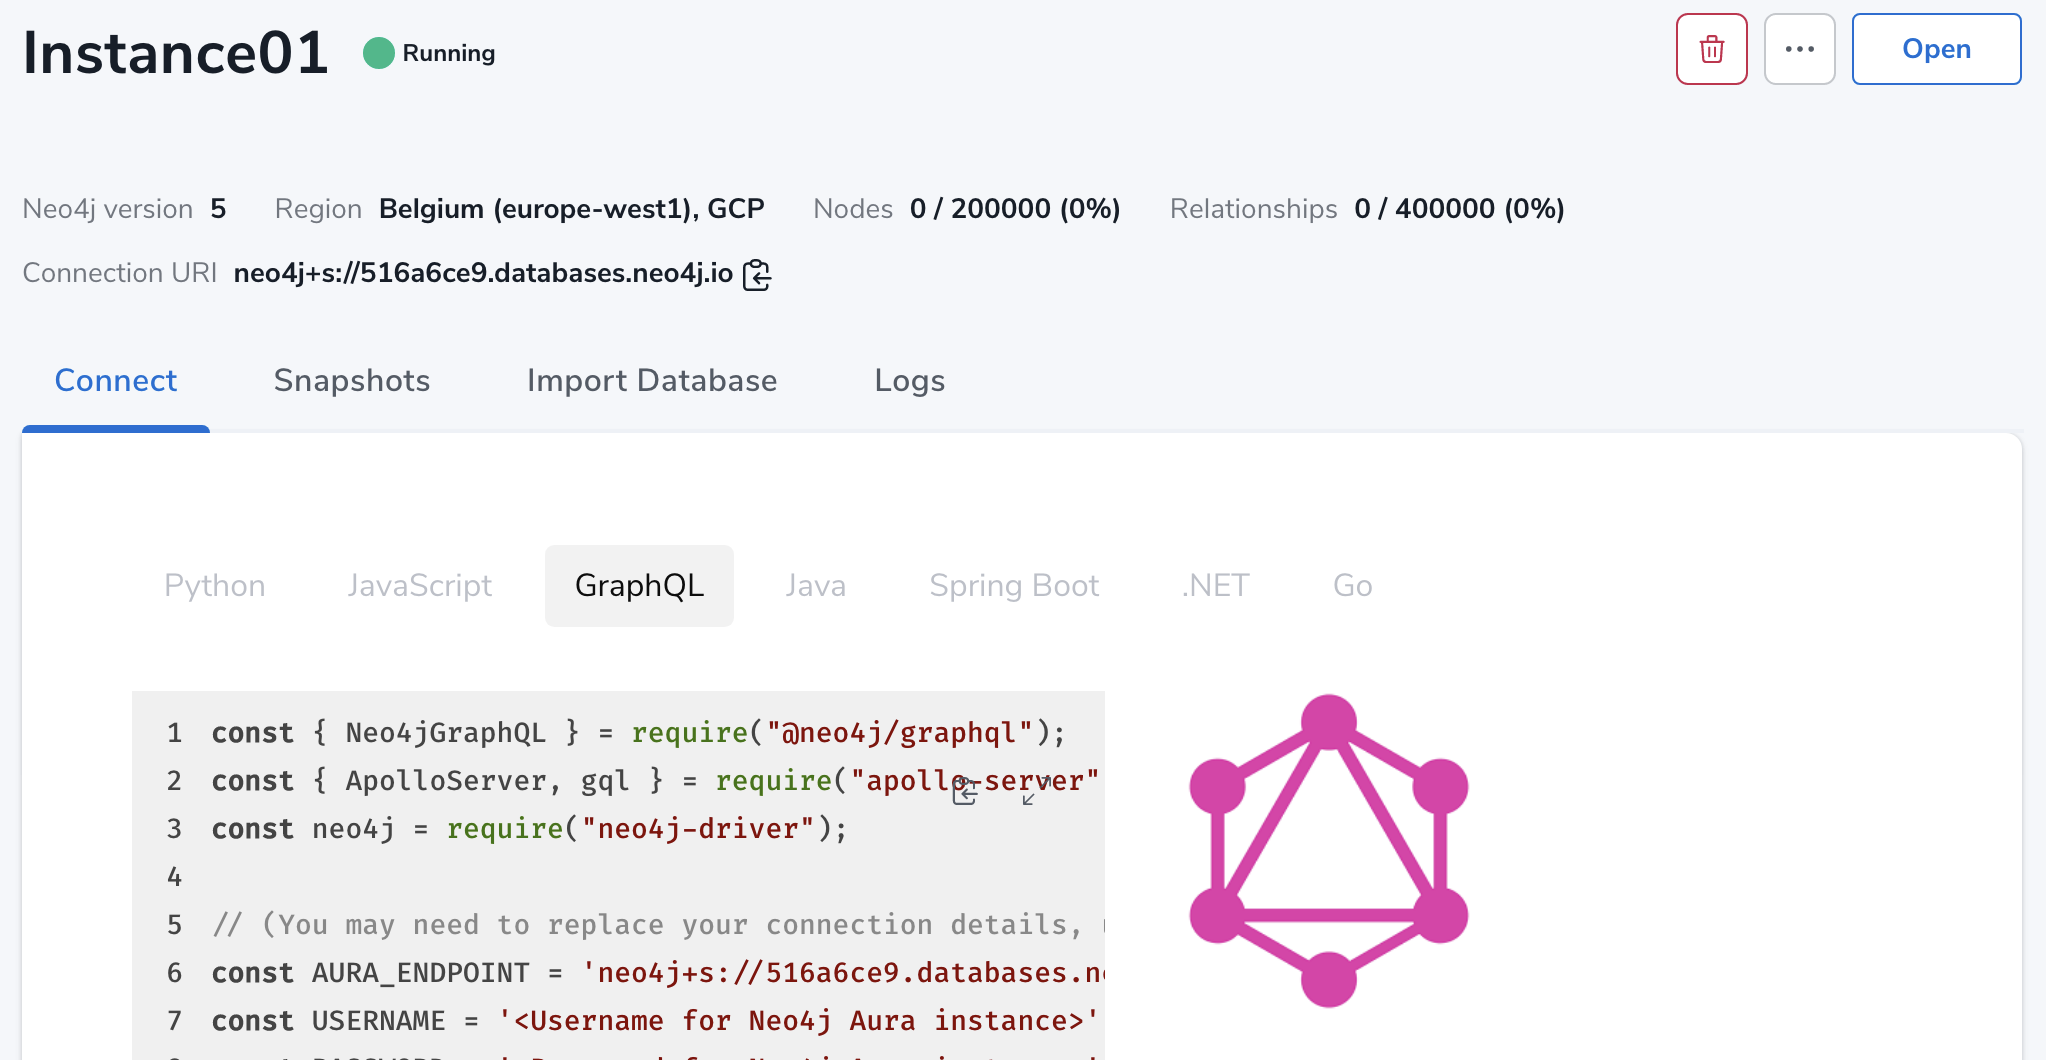 Instance01 Running Open
Neo4j version 5 Region Belgium (europe-west1), GCP Nodes 0 / 200000 (0%) Relationships 0 / 400000 (0%)
Connection URI neo4j+s://516a6ce9.databases.neo4j.io
Connect Snapshots Import Database Logs
Python JavaScript GraphQL Java Spring Boot .NET Go
1 const { Neo4jGraphQL } = require("@neo4j/graphql");
2 const { ApolloServer, gql } = require("apollo-server"
3 const neo4j = require("neo4j-driver");
4
5 // (You may need to replace your connection details,
6 const AURA_ENDPOINT = 'neo4j+s://516a6ce9.databases.ne
7 const USERNAME = '<Username for Neo4j Aura instance>'